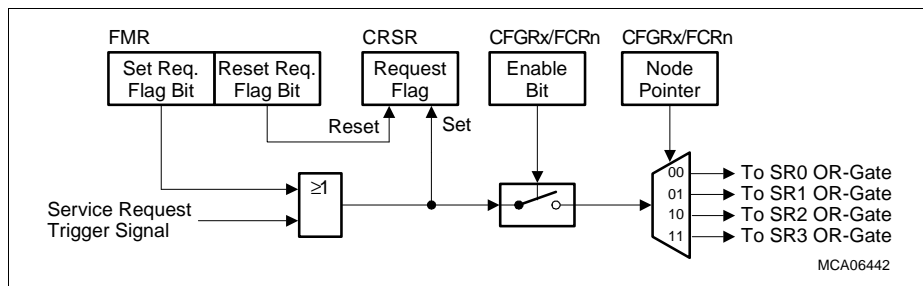 FMR
CRSR
CFGRx/FCRn
CFGRx/FCRn
Set Req.
Flag Bit
Reset Req.
Flag Bit
Request
Flag
Enable
Bit
Node
Pointer
Reset
Set
≥1
Service Request
Trigger Signal
00
01
10
11
To SR0 OR-Gate
To SR1 OR-Gate
To SR2 OR-Gate
To SR3 OR-Gate
MCA06442